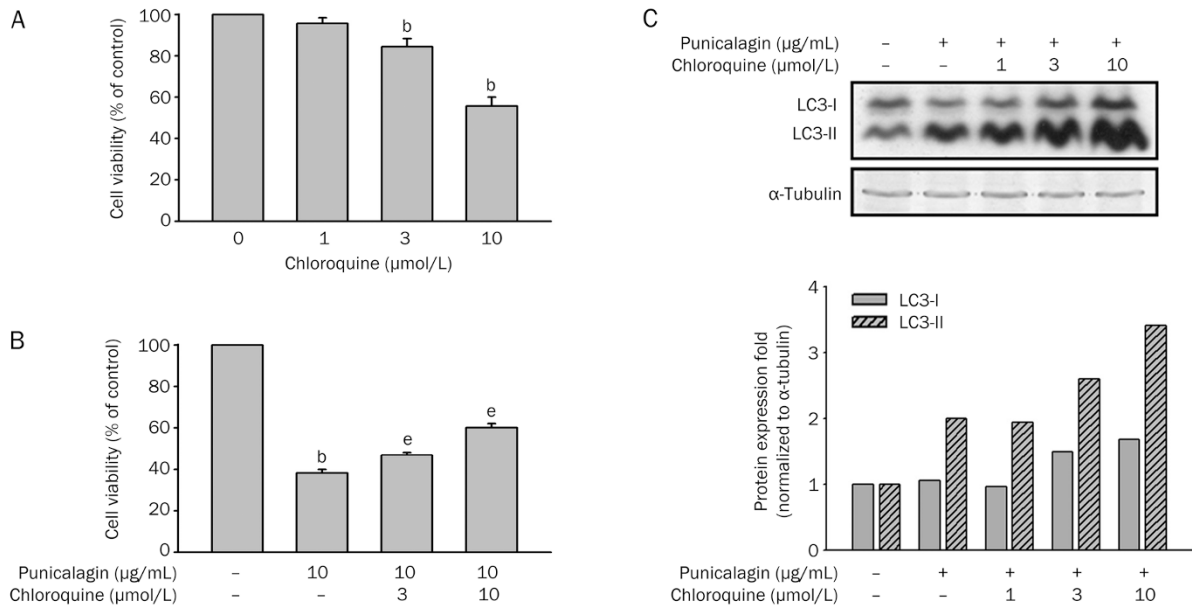 A
Cell viability (% of control)
100
80
60
40
20
0
b
b
0 1 3 10
Chloroquine (μmol/L)
B
Cell viability (% of control)
100
80
60
40
20
0
b
e
e
Punicalagin (μg/mL) – 10 10 10
Chloroquine (μmol/L) – – 3 10
C
Punicalagin (μg/mL) – + + + +
Chloroquine (μmol/L) – – 1 3 10
LC3-I
LC3-II
α-Tubulin
Protein expression fold
(normalized to α-tubulin)
4
3
2
1
0
LC3-I
LC3-II
Punicalagin (μg/mL) – + + + +
Chloroquine (μmol/L) – – 1 3 10